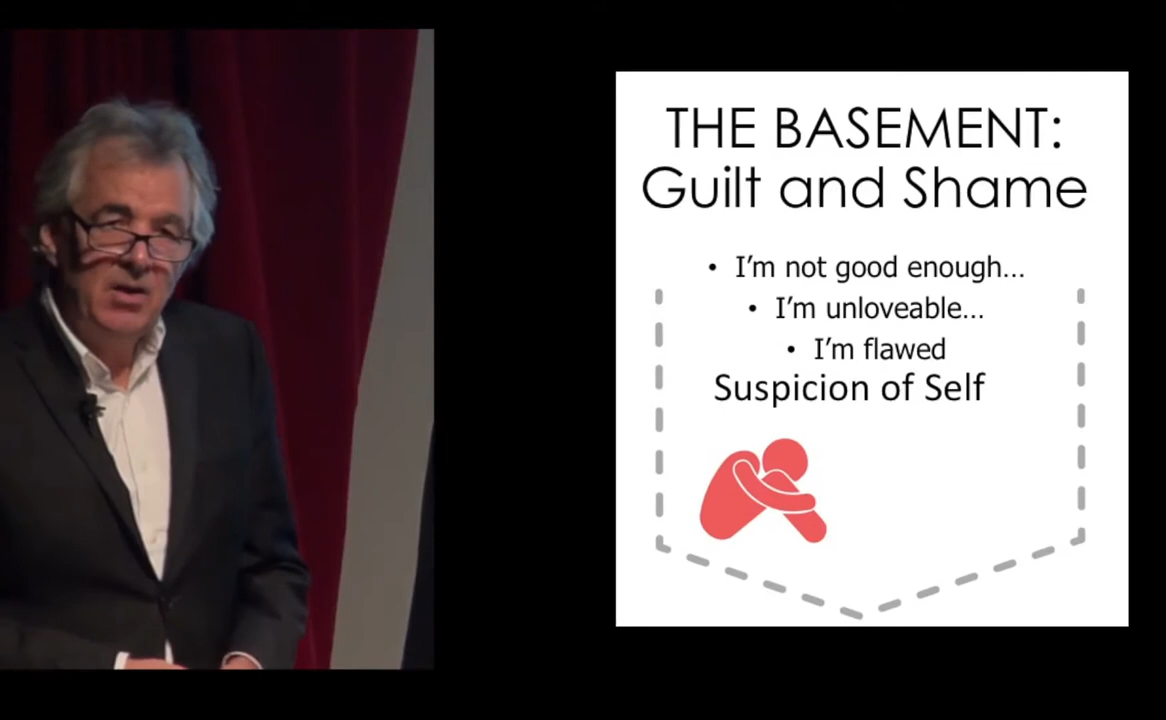 THE BASEMENT:
Guilt and Shame
• I'm not good enough...
• I'm unloveable...
• I'm flawed
Suspicion of Self